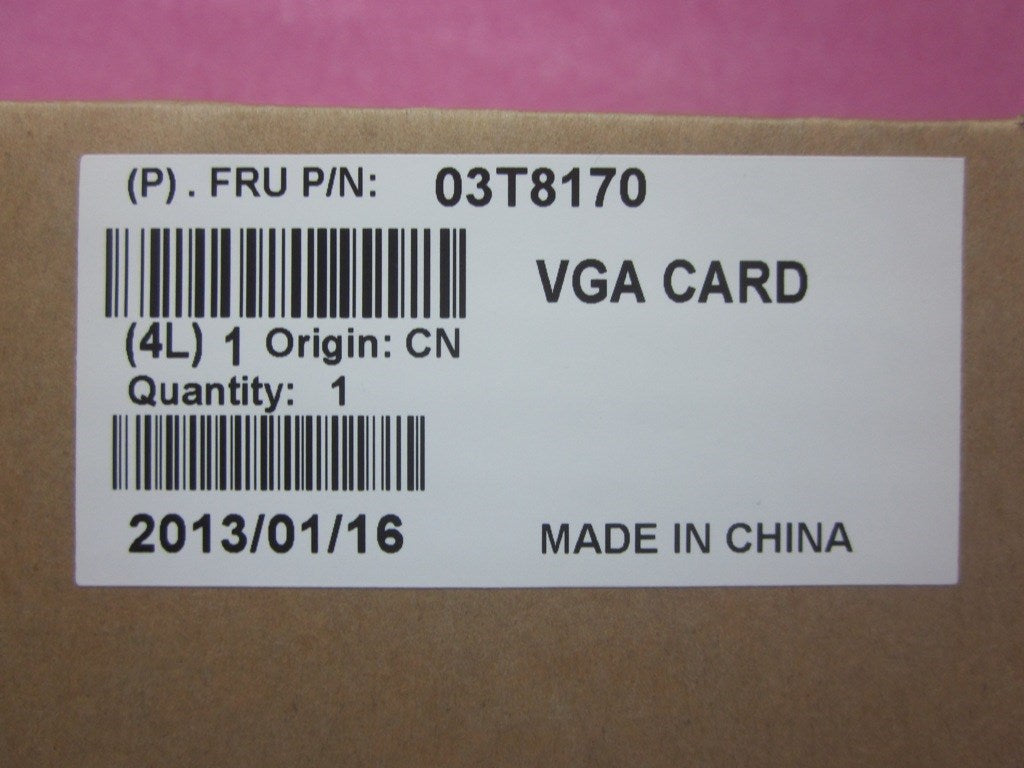 (P) . FRU P/N: 03T8170
VGA CARD
(4L) 1 Origin: CN
Quantity: 1
2013/01/16
MADE IN CHINA